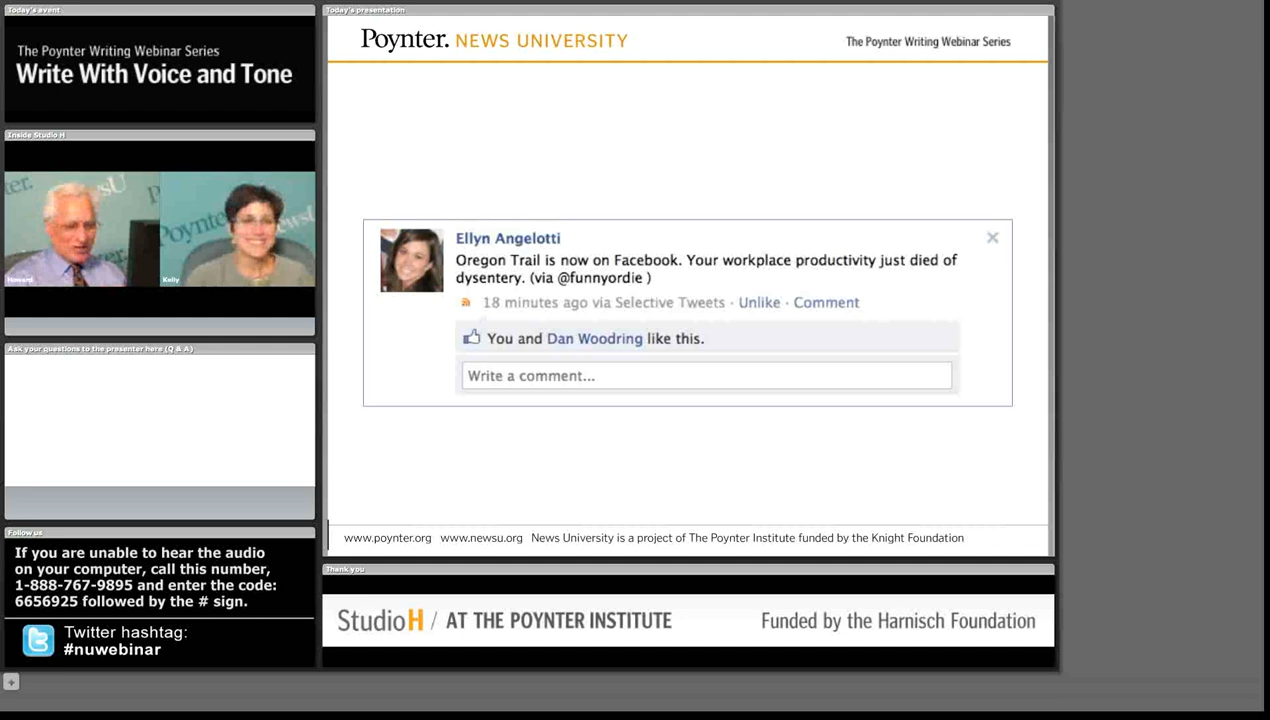 Today's event
The Poynter Writing Webinar Series
Write With Voice and Tone
Inside Studio H
Howard
Kelly
Ask your questions to the presenter here (Q & A)
Follow us
If you are unable to hear the audio
on your computer, call this number,
1-888-767-9895 and enter the code:
6656925 followed by the # sign.
Twitter hashtag:
#nuwebinar
Today's presentation
Poynter. NEWS UNIVERSITY
The Poynter Writing Webinar Series
Ellyn Angelotti
Oregon Trail is now on Facebook. Your workplace productivity just died of
dysentery. (via @funnyordie )
18 minutes ago via Selective Tweets · Unlike · Comment
You and Dan Woodring like this.
Write a comment...
www.poynter.org www.newsu.org News University is a project of The Poynter Institute funded by the Knight Foundation
Thank you
StudioH / AT THE POYNTER INSTITUTE
Funded by the Harnisch Foundation